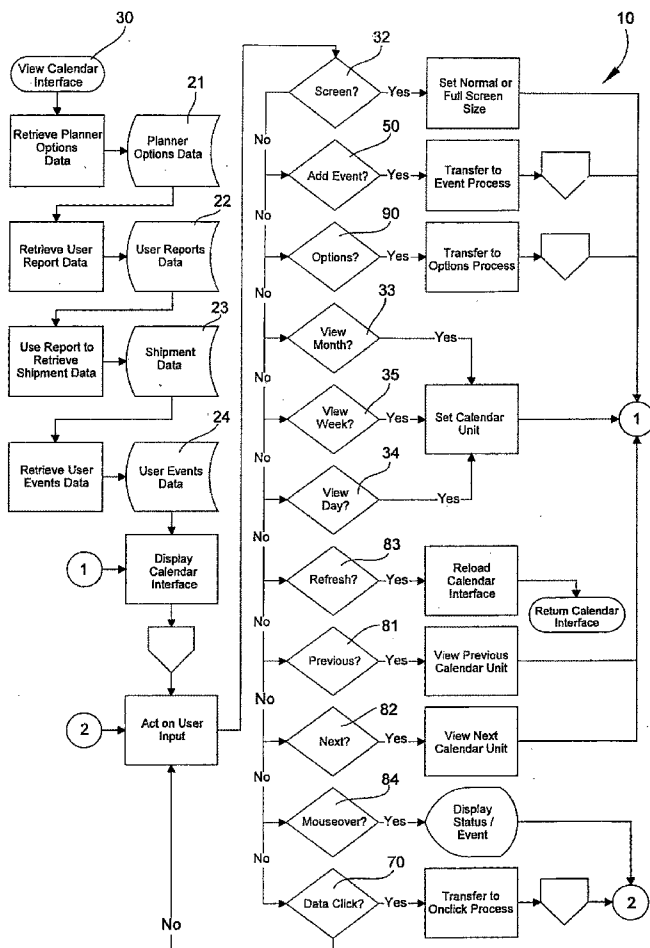 30
View Calendar
Interface
21
Retrieve Planner
Options
Data
Planner
Options Data
22
Retrieve User
Report Data
User Reports
Data
23
Use Report to
Retrieve
Shipment Data
Shipment
Data
24
Retrieve User
Events Data
User Events
Data
1
Display
Calendar
Interface
2
Act on User
Input
No
10
32
Screen?
Yes
Set Normal or
Full Screen
Size
No
50
Add Event?
Yes
Transfer to
Event Process
No
90
Options?
Yes
Transfer to
Options Process
No
33
View
Month?
Yes
No
35
View
Week?
Yes
Set Calendar
Unit
1
No
34
View
Day?
Yes
No
83
Refresh?
Yes
Reload
Calendar
Interface
Return Calendar
Interface
No
81
Previous?
Yes
View Previous
Calendar Unit
No
82
Next?
Yes
View Next
Calendar Unit
No
84
Mouseover?
Yes
Display
Status /
Event
No
70
Data Click?
Yes
Transfer to
Onclick Process
2